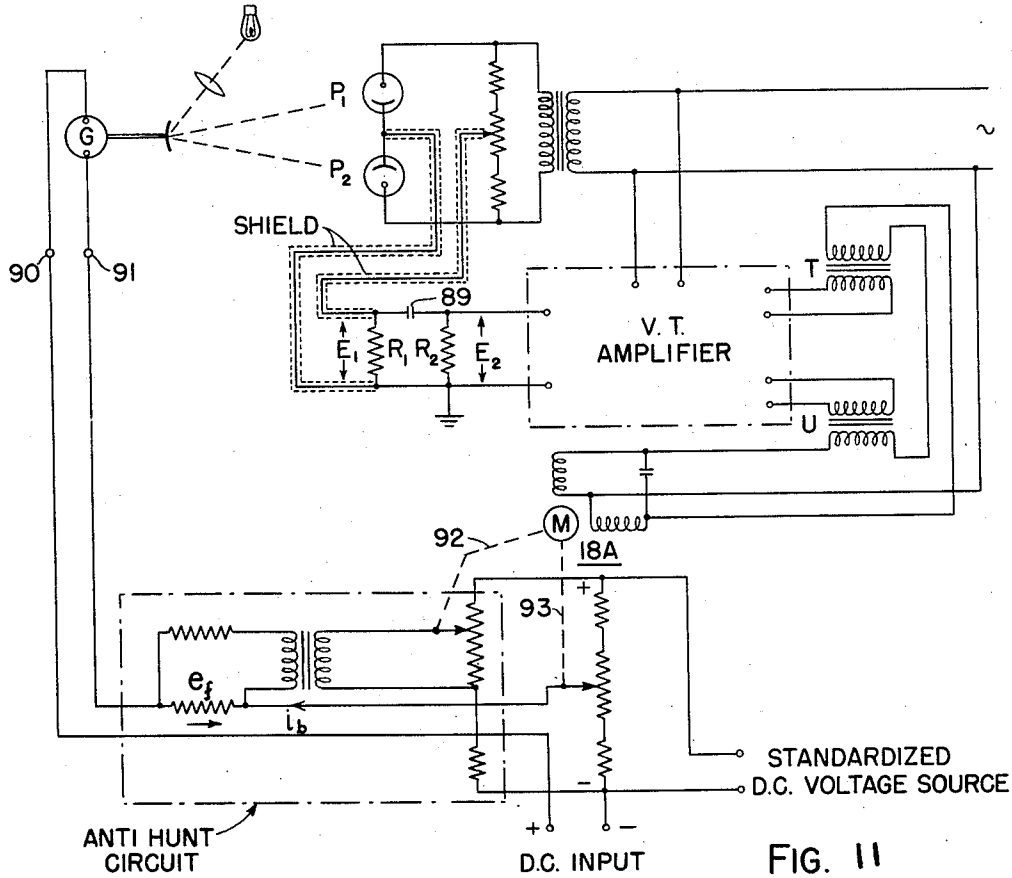 P1
G
P2
SHIELD
90
91
89
E1
R1
R2
E2
V. T.
AMPLIFIER
~
T
U
M
18A
92
93
+
ef
ib
-
STANDARDIZED
D.C. VOLTAGE SOURCE
ANTI HUNT
CIRCUIT
+ -
D.C. INPUT
FIG. 11